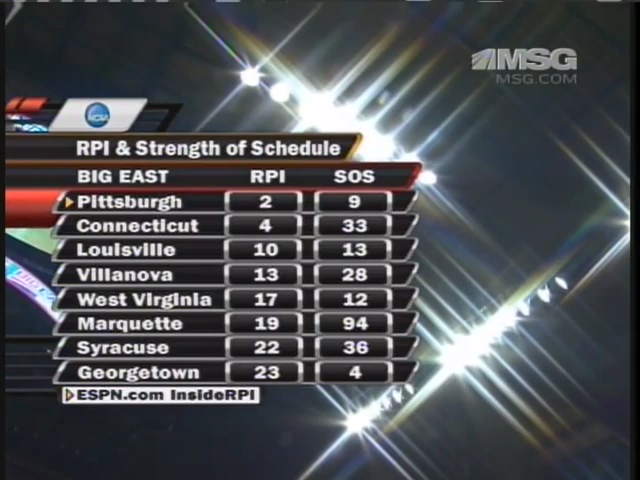 MSG
MSG.COM
NCAA
RPI & Strength of Schedule
BIG EAST RPI SOS
Pittsburgh 2 9
Connecticut 4 33
Louisville 10 13
Villanova 13 28
West Virginia 17 12
Marquette 19 94
Syracuse 22 36
Georgetown 23 4
ESPN.com InsideRPI